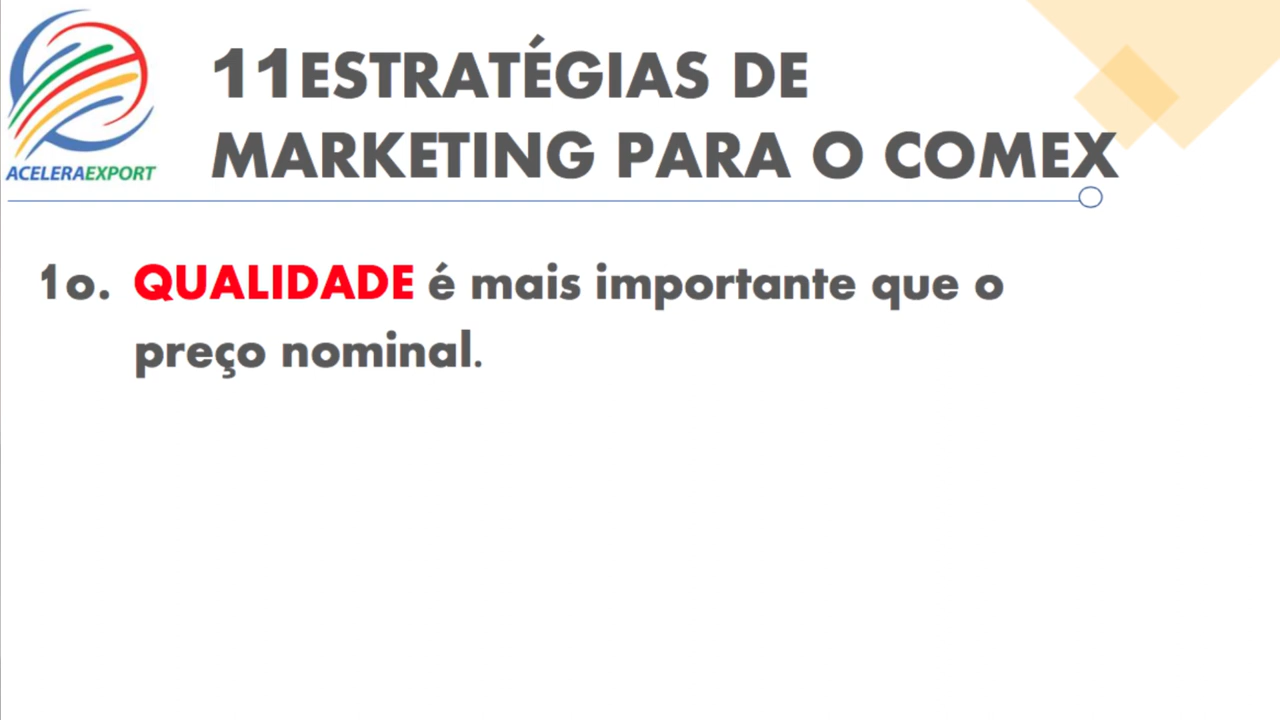 ACELERAEXPORT
11ESTRATÉGIAS DE
MARKETING PARA O COMEX
1o. QUALIDADE é mais importante que o
preço nominal.